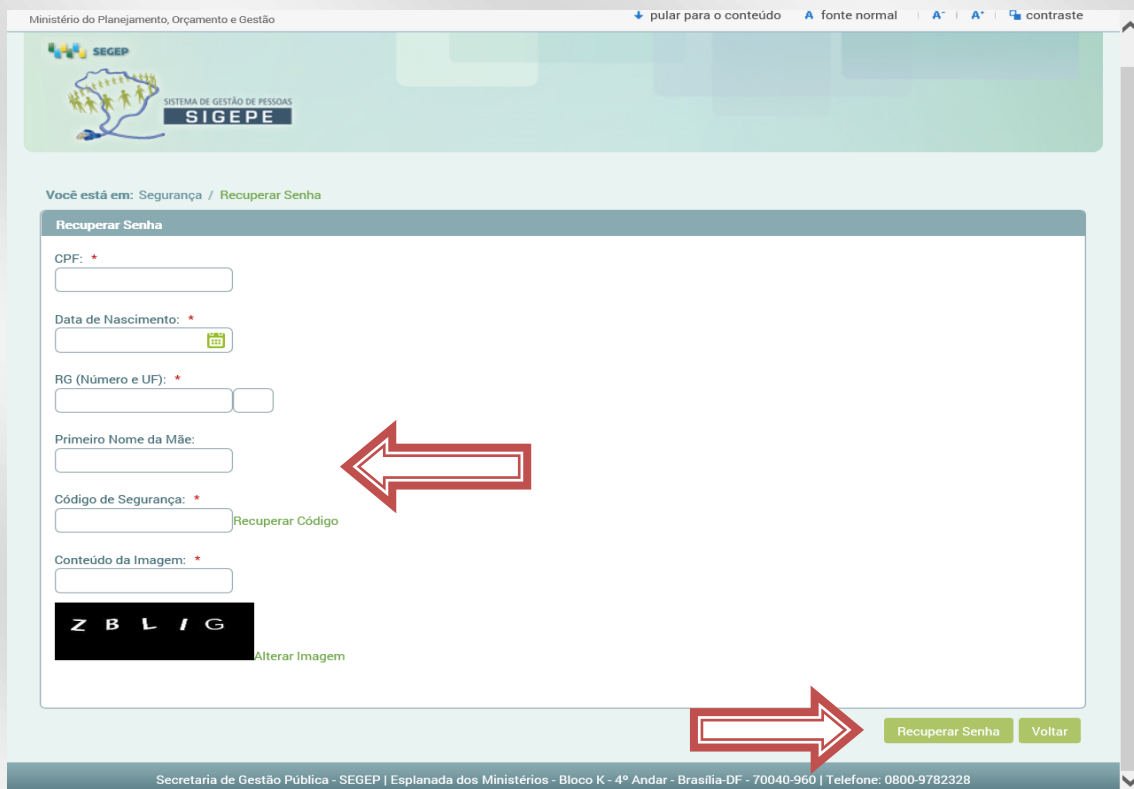 Ministério do Planejamento, Orçamento e Gestão
pular para o conteúdo A fonte normal A- A+ contraste
SEGEP
SISTEMA DE GESTÃO DE PESSOAS
SIGEPE
Você está em: Segurança / Recuperar Senha
Recuperar Senha
CPF: *
Data de Nascimento: *
RG (Número e UF): *
Primeiro Nome da Mãe:
Código de Segurança: *
Recuperar Código
Conteúdo da Imagem: *
Z B L I G
Alterar Imagem
Recuperar Senha Voltar
Secretaria de Gestão Pública - SEGEP | Esplanada dos Ministérios - Bloco K - 4º Andar - Brasília-DF - 70040-960 | Telefone: 0800-9782328